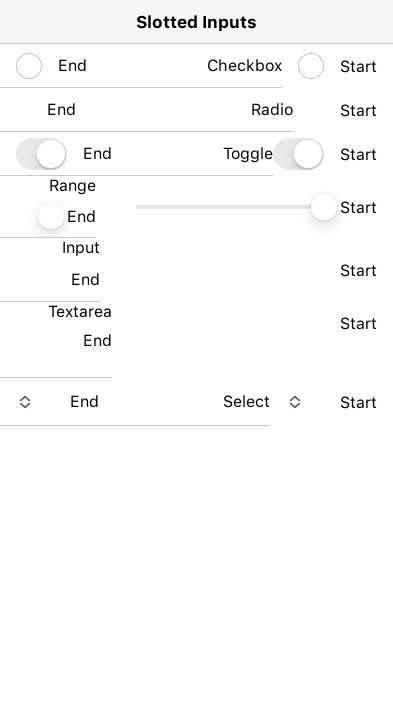 Slotted Inputs
End Checkbox Start
End Radio Start
End Toggle Start
Range
End Start
Input
End Start
Textarea
End Start
End Select Start